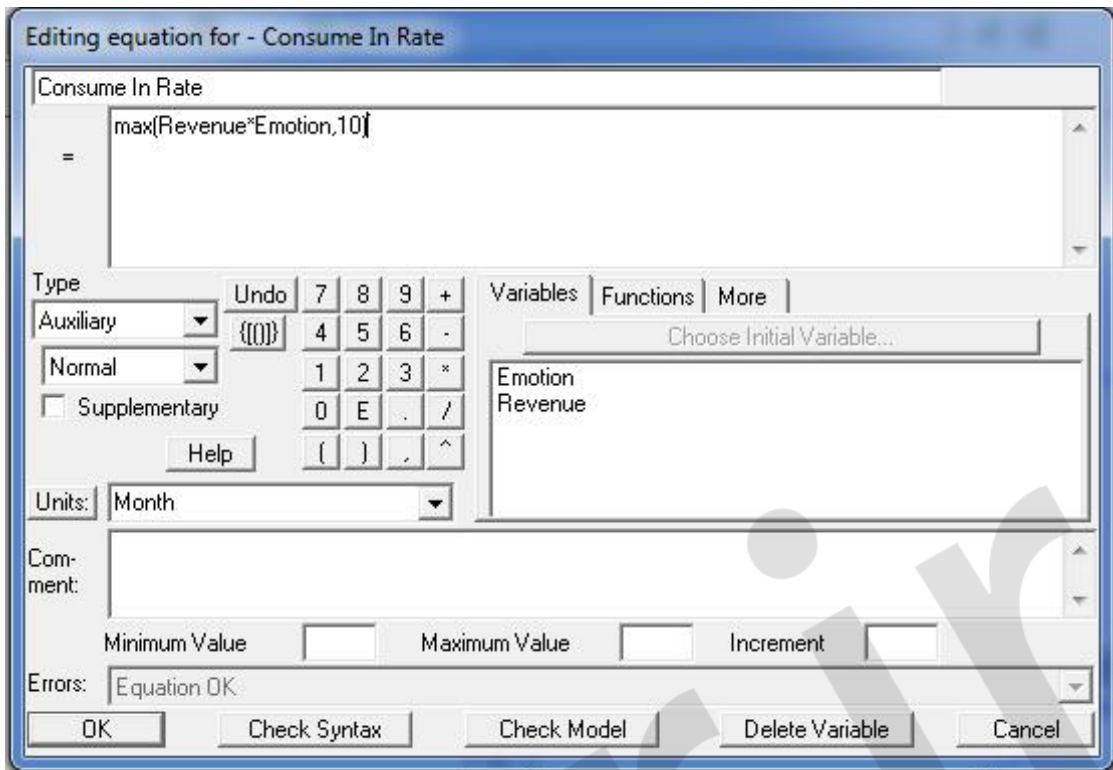 Editing equation for - Consume In Rate
Consume In Rate
= max(Revenue*Emotion,10)
Type
Auxiliary
Normal
Supplementary
Help
Undo 7 8 9 +
{[()]} 4 5 6 -
1 2 3 *
0 E . /
( ) , ^
Variables Functions More
Choose Initial Variable...
Emotion
Revenue
Units: Month
Com-
ment:
Minimum Value Maximum Value Increment
Errors: Equation OK
OK Check Syntax Check Model Delete Variable Cancel